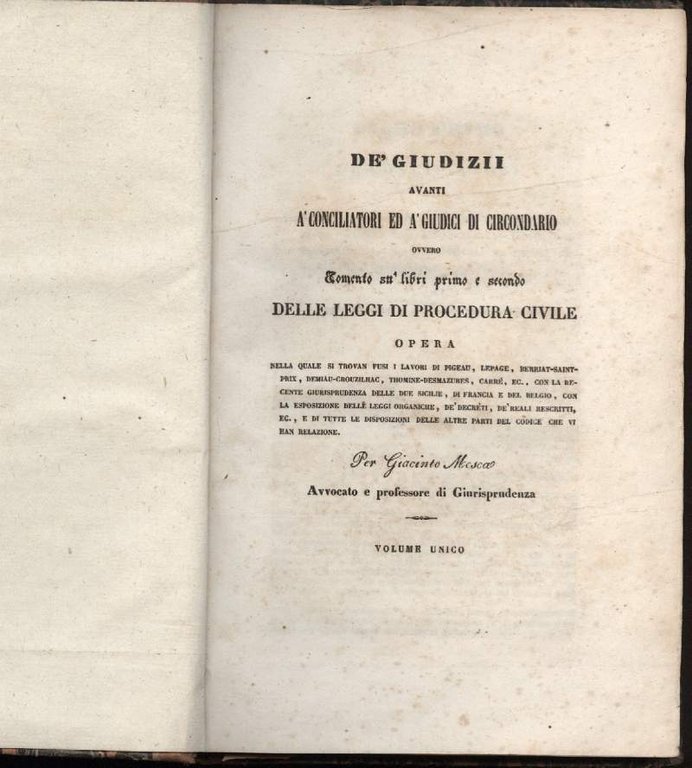 DE' GIUDIZII
AVANTI
A' CONCILIATORI ED A' GIUDICI DI CIRCONDARIO
OVVERO
Comento su' libri primo e secondo
DELLE LEGGI DI PROCEDURA CIVILE
OPERA
NELLA QUALE SI TROVAN FUSI I LAVORI DI PIGEAU, LEPAGE, BERRIAT-SAINT-
PRIX, DEMIAU-CROUZILHAC, THOMINE-DESMAZURES, CARRÉ, EC., CON LA RE-
CENTE GIURISPRUDENZA DELLE DUE SICILIE, DI FRANCIA E DEL BELGIO, CON
LA ESPOSIZIONE DELLE LEGGI ORGANICHE, DE' DECRETI, DE' REALI RESCRITTI,
EC., E DI TUTTE LE DISPOSIZIONI DELLE ALTRE PARTI DEL CODICE CHE VI
HAN RELAZIONE.
Per Giacinto Mosca
Avvocato e professore di Giurisprudenza
VOLUME UNICO